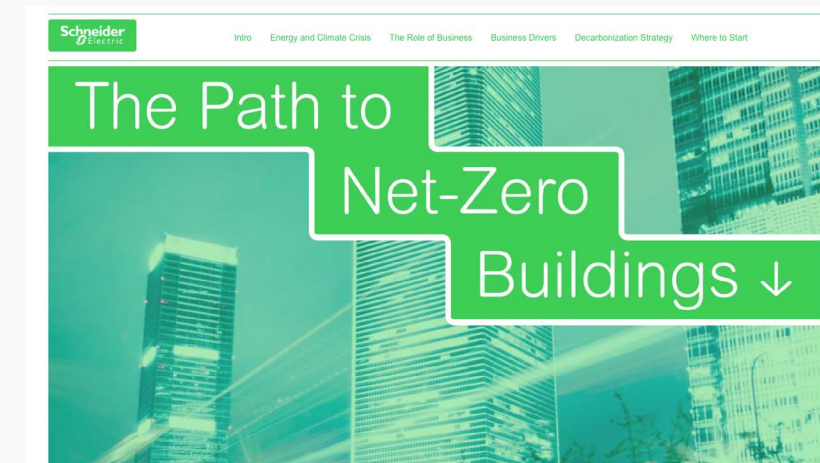 Schneider
Electric
Intro Energy and Climate Crisis The Role of Business Business Drivers Decarbonization Strategy Where to Start
The Path to
Net-Zero
Buildings ↓